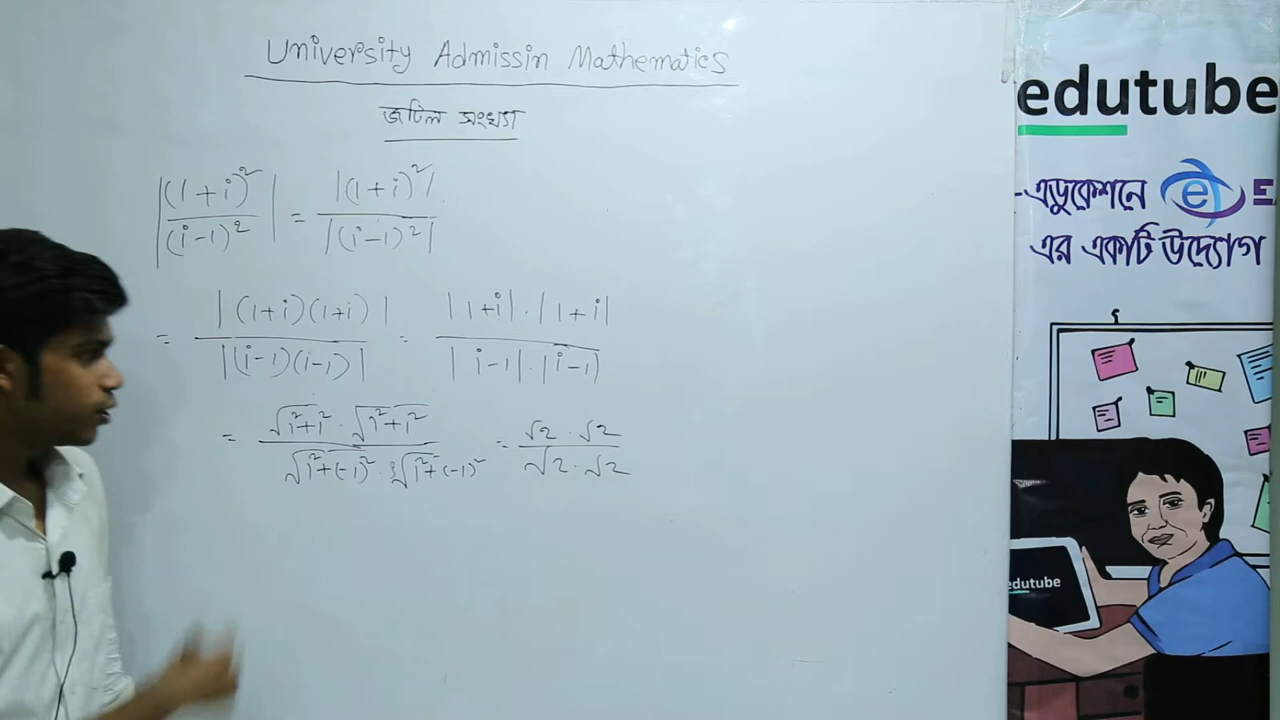 University Admissin Mathematics
জটিল সংখ্যা
|(1+i)²/(i-1)²| = |(1+i)²|/|(i-1)²|
= |(1+i)(1+i)|/|(i-1)(i-1)| = |1+i|.|1+i|/|i-1|.|i-1|
= √1²+1² . √1²+1²/√1²+(-1)² . √1²+(-1)² = √2 . √2/√2 . √2
edutube
এডুকেশনে e
এর একটি উদ্যোগ
edutube